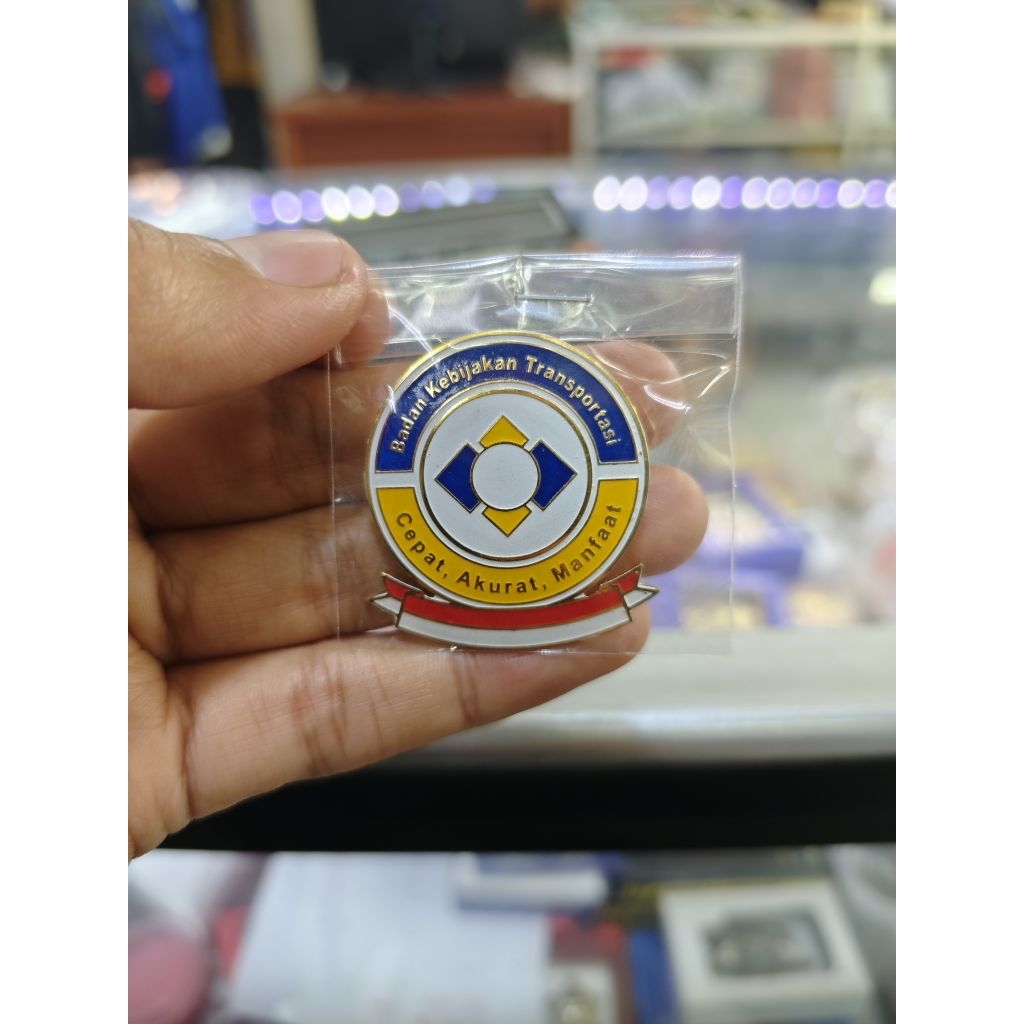 Badan Kebijakan Transportasi
Cepat, Akurat, Manfaat